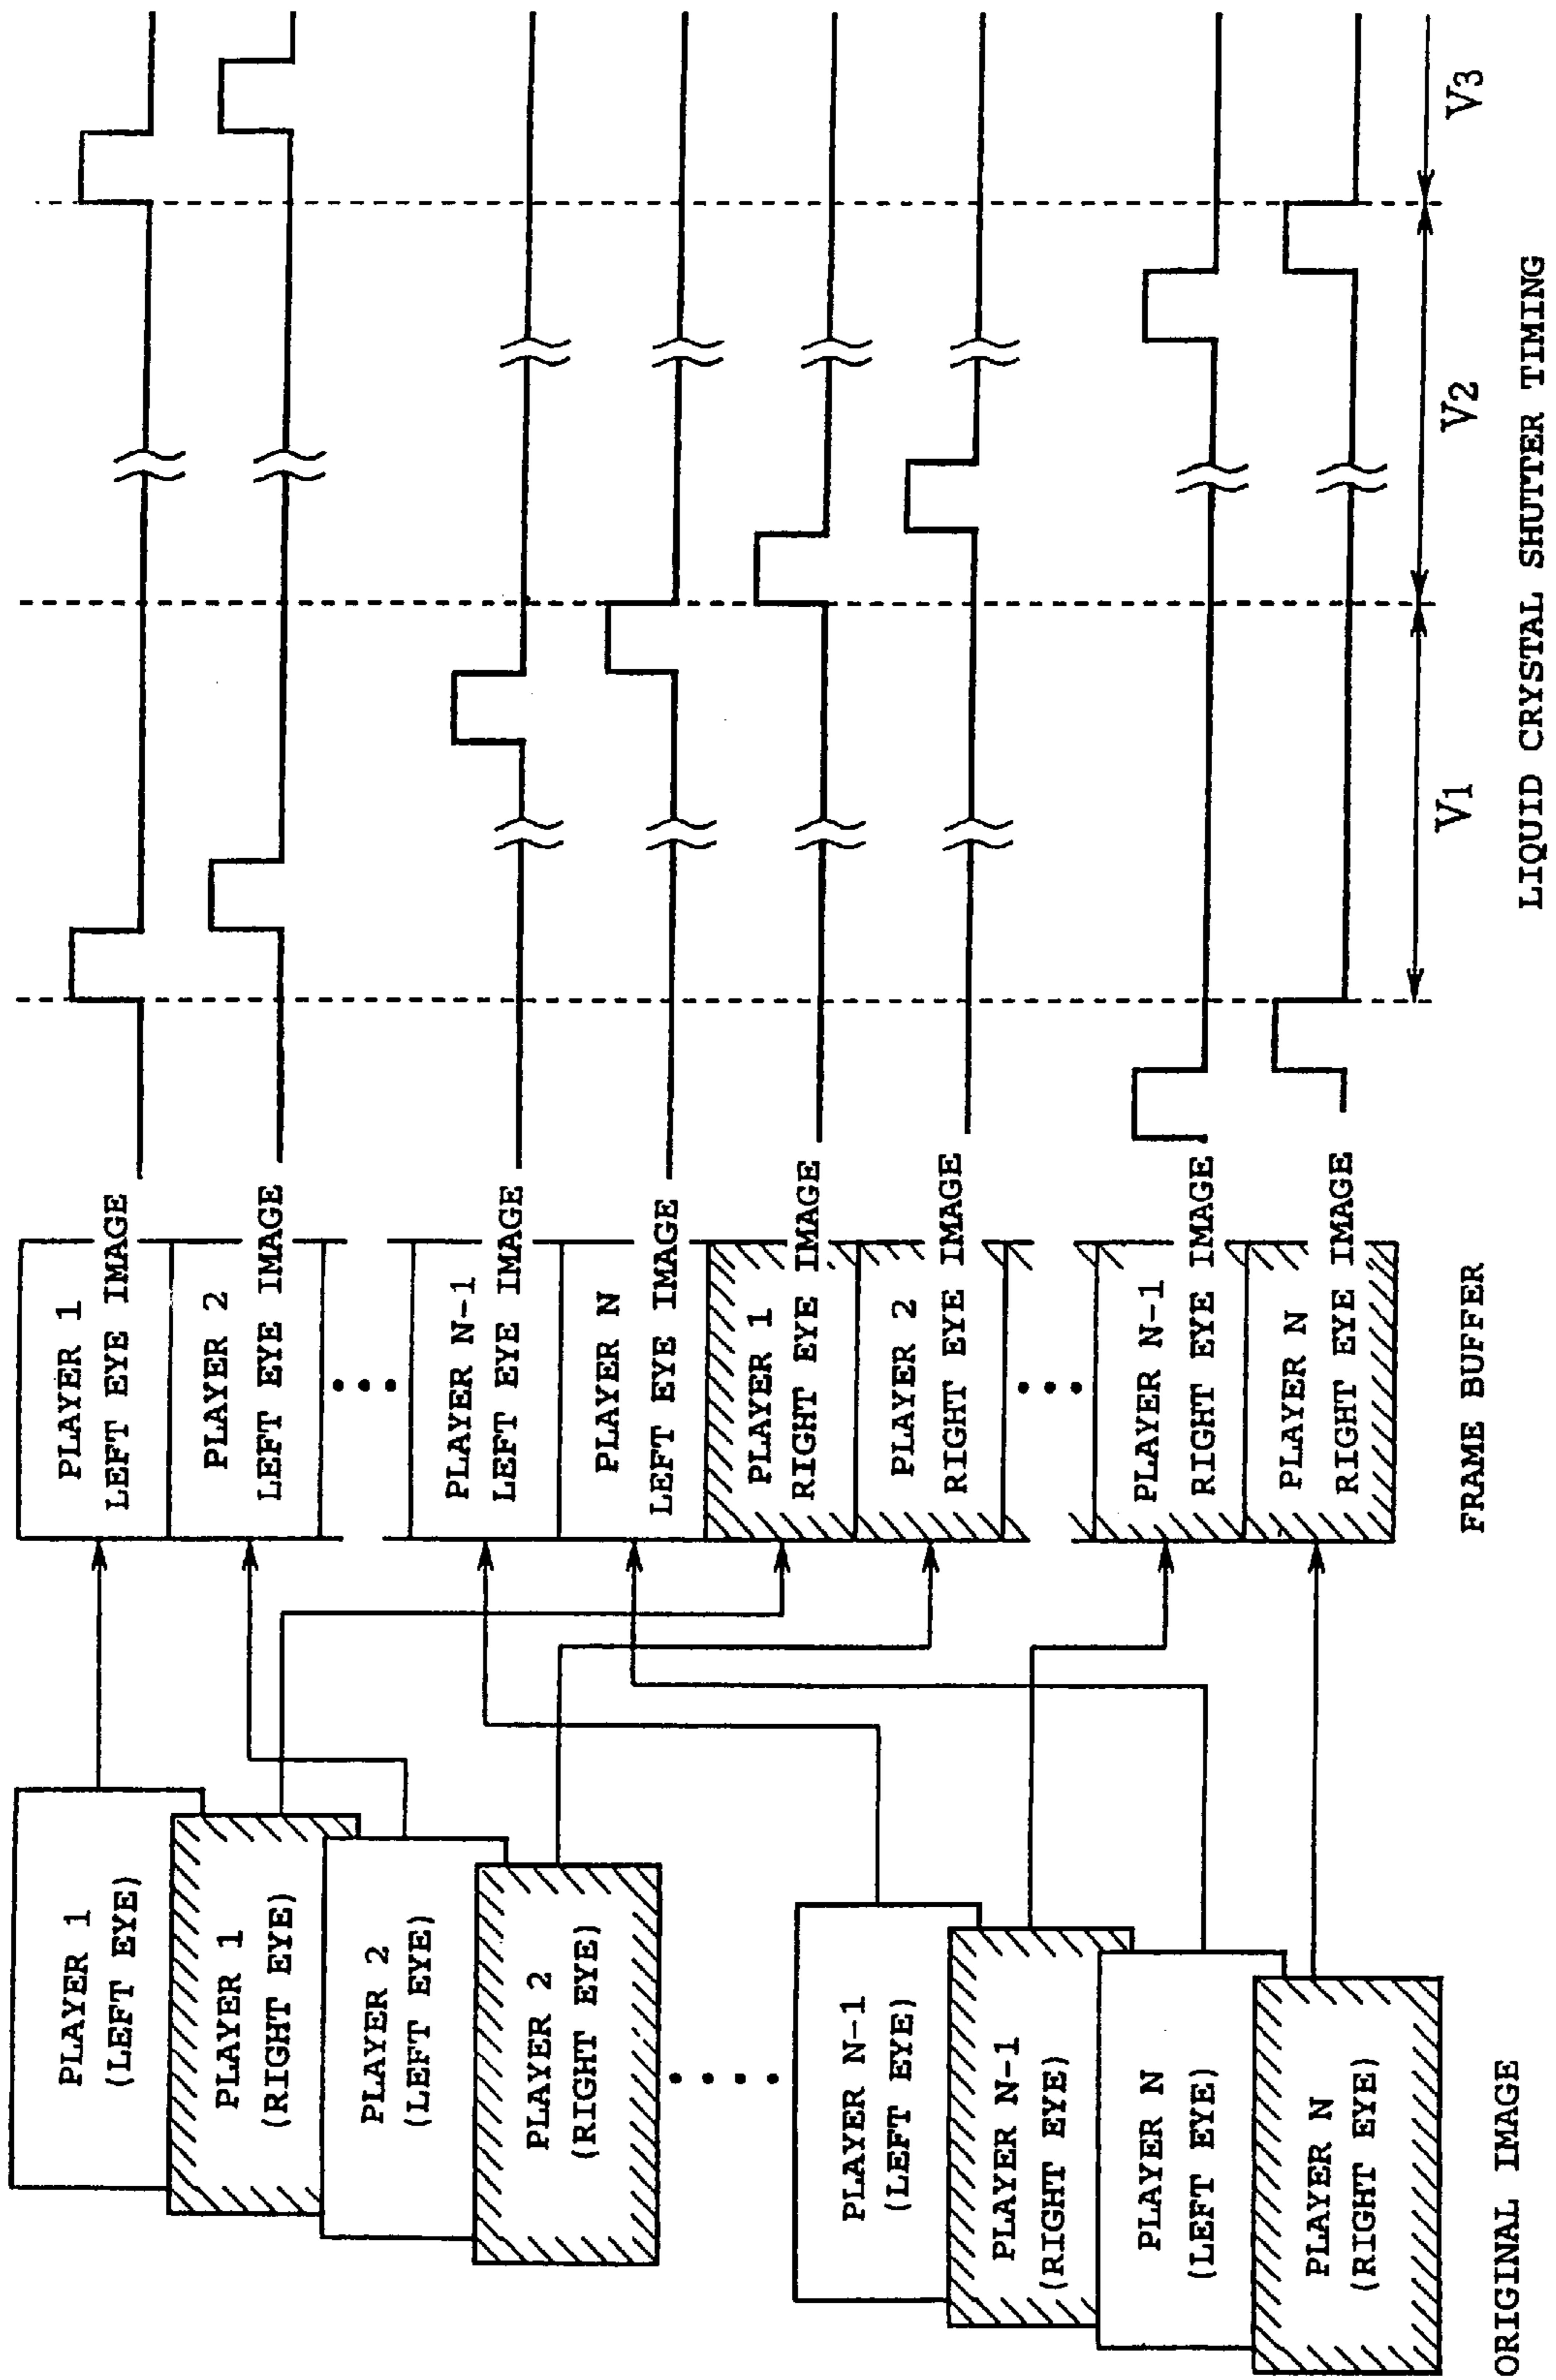 PLAYER 1
(LEFT EYE)
PLAYER 1
(RIGHT EYE)
PLAYER 2
(LEFT EYE)
PLAYER 2
(RIGHT EYE)
PLAYER N-1
(LEFT EYE)
PLAYER N-1
(RIGHT EYE)
PLAYER N
(LEFT EYE)
PLAYER N
(RIGHT EYE)
ORIGINAL IMAGE
PLAYER 1
LEFT EYE IMAGE
PLAYER 2
LEFT EYE IMAGE
PLAYER N-1
LEFT EYE IMAGE
PLAYER N
LEFT EYE IMAGE
PLAYER 1
RIGHT EYE IMAGE
PLAYER 2
RIGHT EYE IMAGE
PLAYER N-1
RIGHT EYE IMAGE
PLAYER N
RIGHT EYE IMAGE
FRAME BUFFER
V1
V2
V3
LIQUID CRYSTAL SHUTTER TIMING